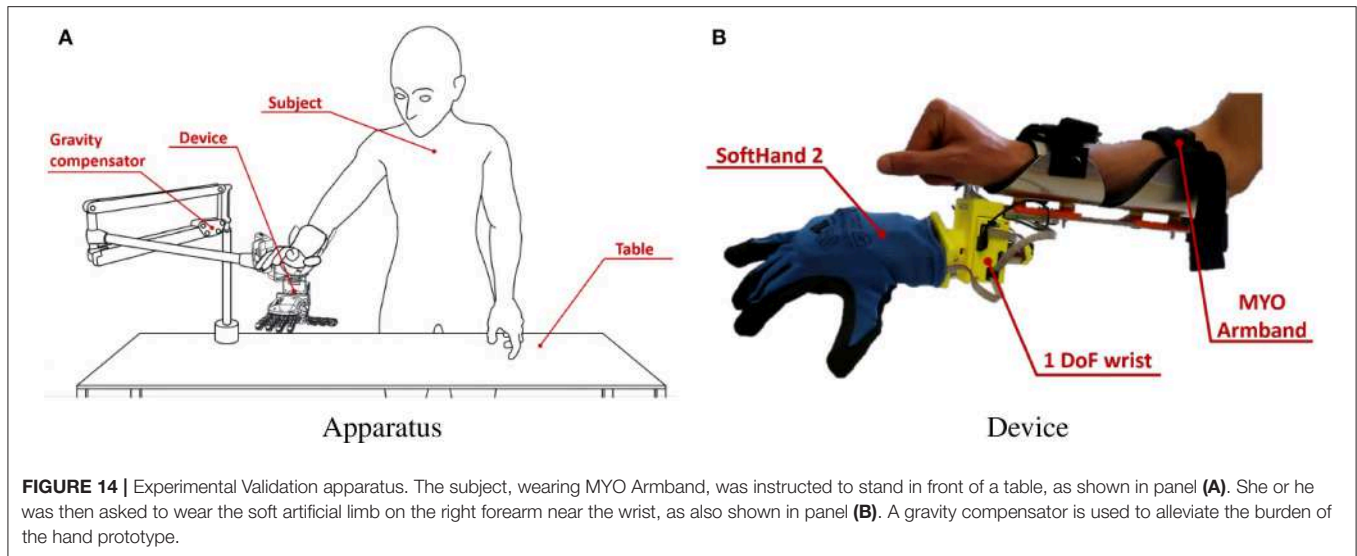 A
Subject
Gravity
compensator
Device
Table
Apparatus
B
SoftHand 2
MYO
Armband
1 DoF wrist
Device
FIGURE 14 | Experimental Validation apparatus. The subject, wearing MYO Armband, was instructed to stand in front of a table, as shown in panel (A). She or he
was then asked to wear the soft artificial limb on the right forearm near the wrist, as also shown in panel (B). A gravity compensator is used to alleviate the burden of
the hand prototype.